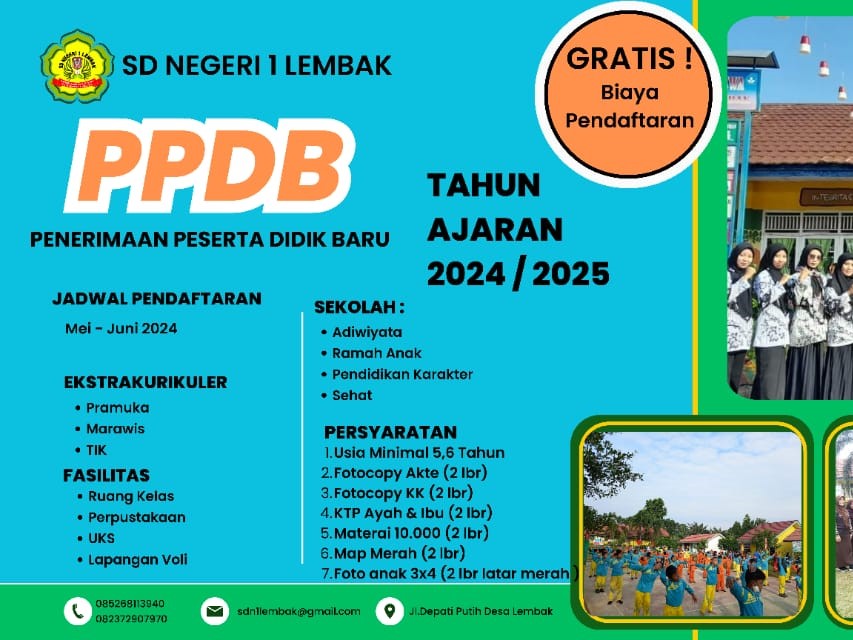 SD NEGERI 1 LEMBAK
SD NEGERI 1 LEMBAK
GRATIS !
Biaya
Pendaftaran
PPDB
PENERIMAAN PESERTA DIDIK BARU
TAHUN
AJARAN
2024 / 2025
JADWAL PENDAFTARAN
Mei - Juni 2024
EKSTRAKURIKULER
• Pramuka
• Marawis
• TIK
FASILITAS
• Ruang Kelas
• Perpustakaan
• UKS
• Lapangan Voli
SEKOLAH :
• Adiwiyata
• Ramah Anak
• Pendidikan Karakter
• Sehat
PERSYARATAN
1.Usia Minimal 5,6 Tahun
2.Fotocopy Akte (2 lbr)
3.Fotocopy KK (2 lbr)
4.KTP Ayah & Ibu (2 lbr)
5.Materai 10.000 (2 lbr)
6.Map Merah (2 lbr)
7.Foto anak 3x4 (2 lbr latar merah )
085268113940
082372907970
sdn1lembak@gmail.com
Jl.Depati Putih Desa Lembak